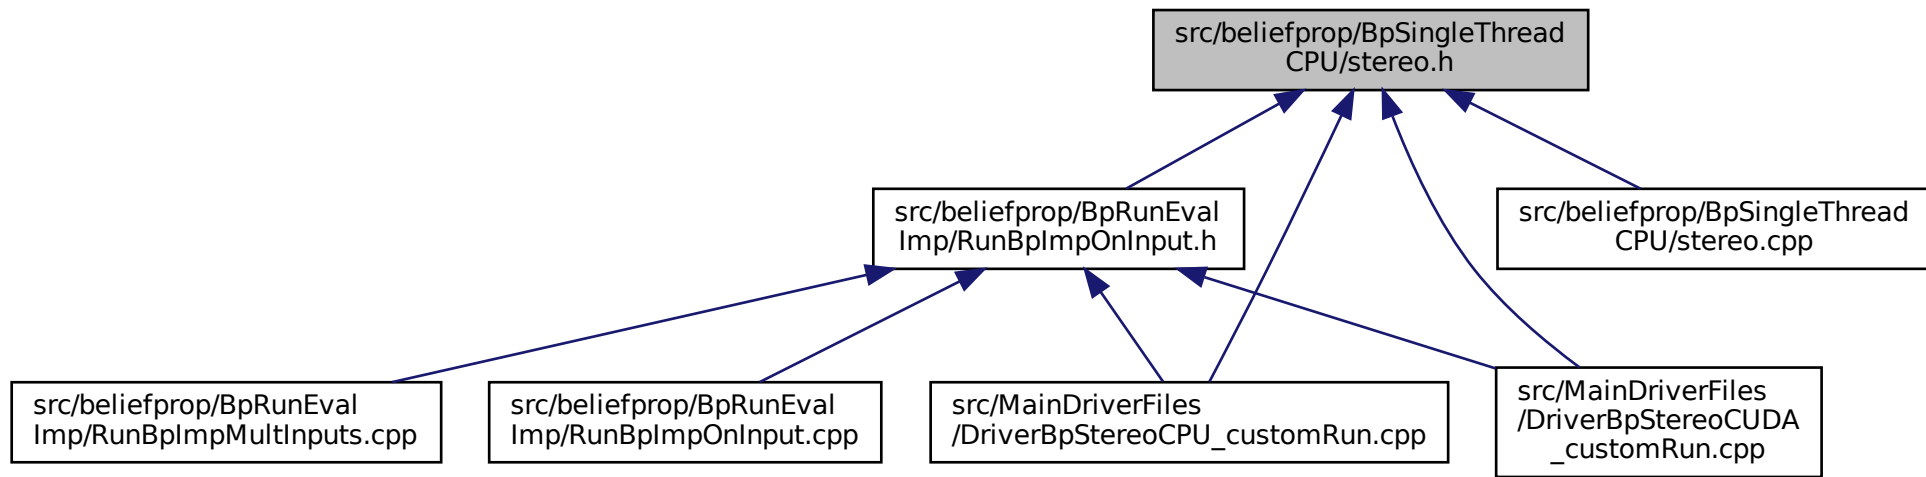 src/beliefprop/BpSingleThread
CPU/stereo.h
src/beliefprop/BpRunEval
Imp/RunBpImpOnInput.h
src/beliefprop/BpSingleThread
CPU/stereo.cpp
src/beliefprop/BpRunEval
Imp/RunBpImpMultInputs.cpp
src/beliefprop/BpRunEval
Imp/RunBpImpOnInput.cpp
src/MainDriverFiles
/DriverBpStereoCPU_customRun.cpp
src/MainDriverFiles
/DriverBpStereoCUDA
_customRun.cpp